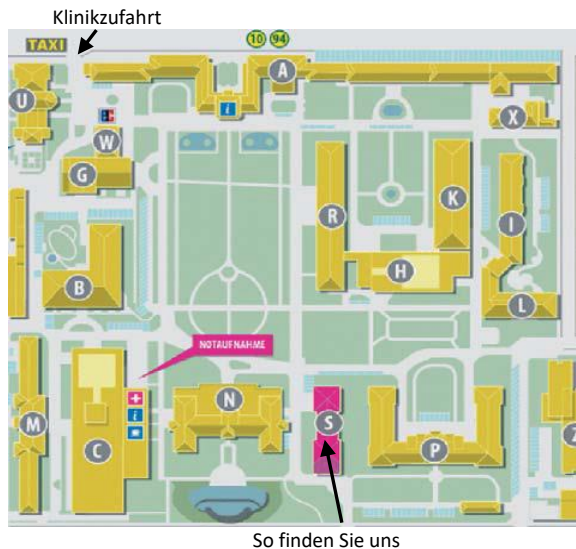 Klinikzufahrt
TAXI
10 94
A
U
i
X
W
G
R
K
I
B
H
L
NOTAUFNAHME
N
S
M
C
i
P
Z
So finden Sie uns